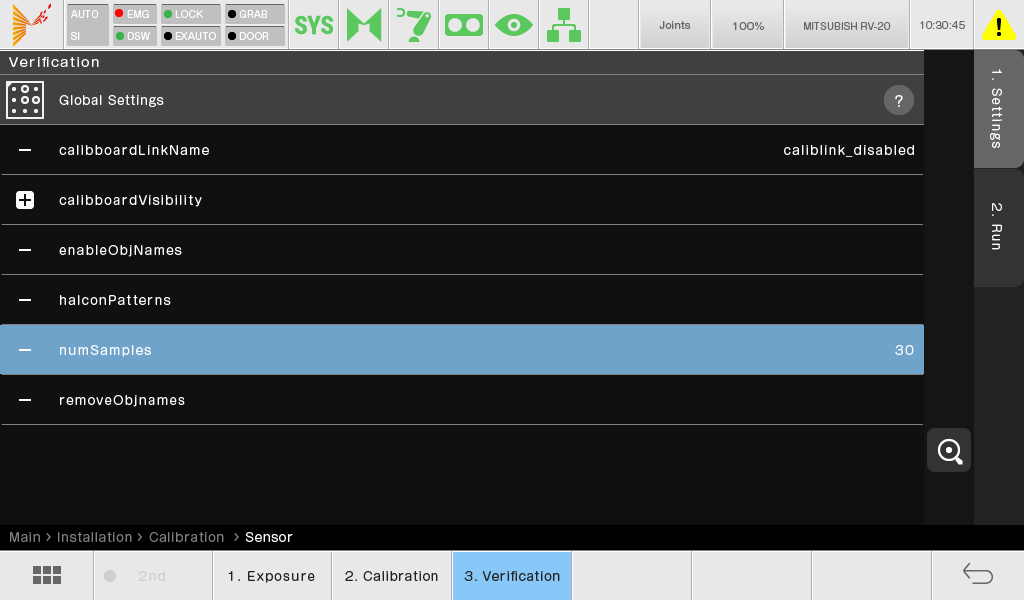 AUTO EMG LOCK GRAB
SI DSW EXAUTO DOOR
SYS
Joints
100%
MITSUBISH RV-20
10:30:45
Verification
Global Settings
?
calibboardLinkName caliblink_disabled
calibboardVisibility
enableObjNames
halconPatterns
numSamples 30
removeObjnames
1. Settings
2. Run
Main > Installation > Calibration > Sensor
2nd
1. Exposure
2. Calibration
3. Verification